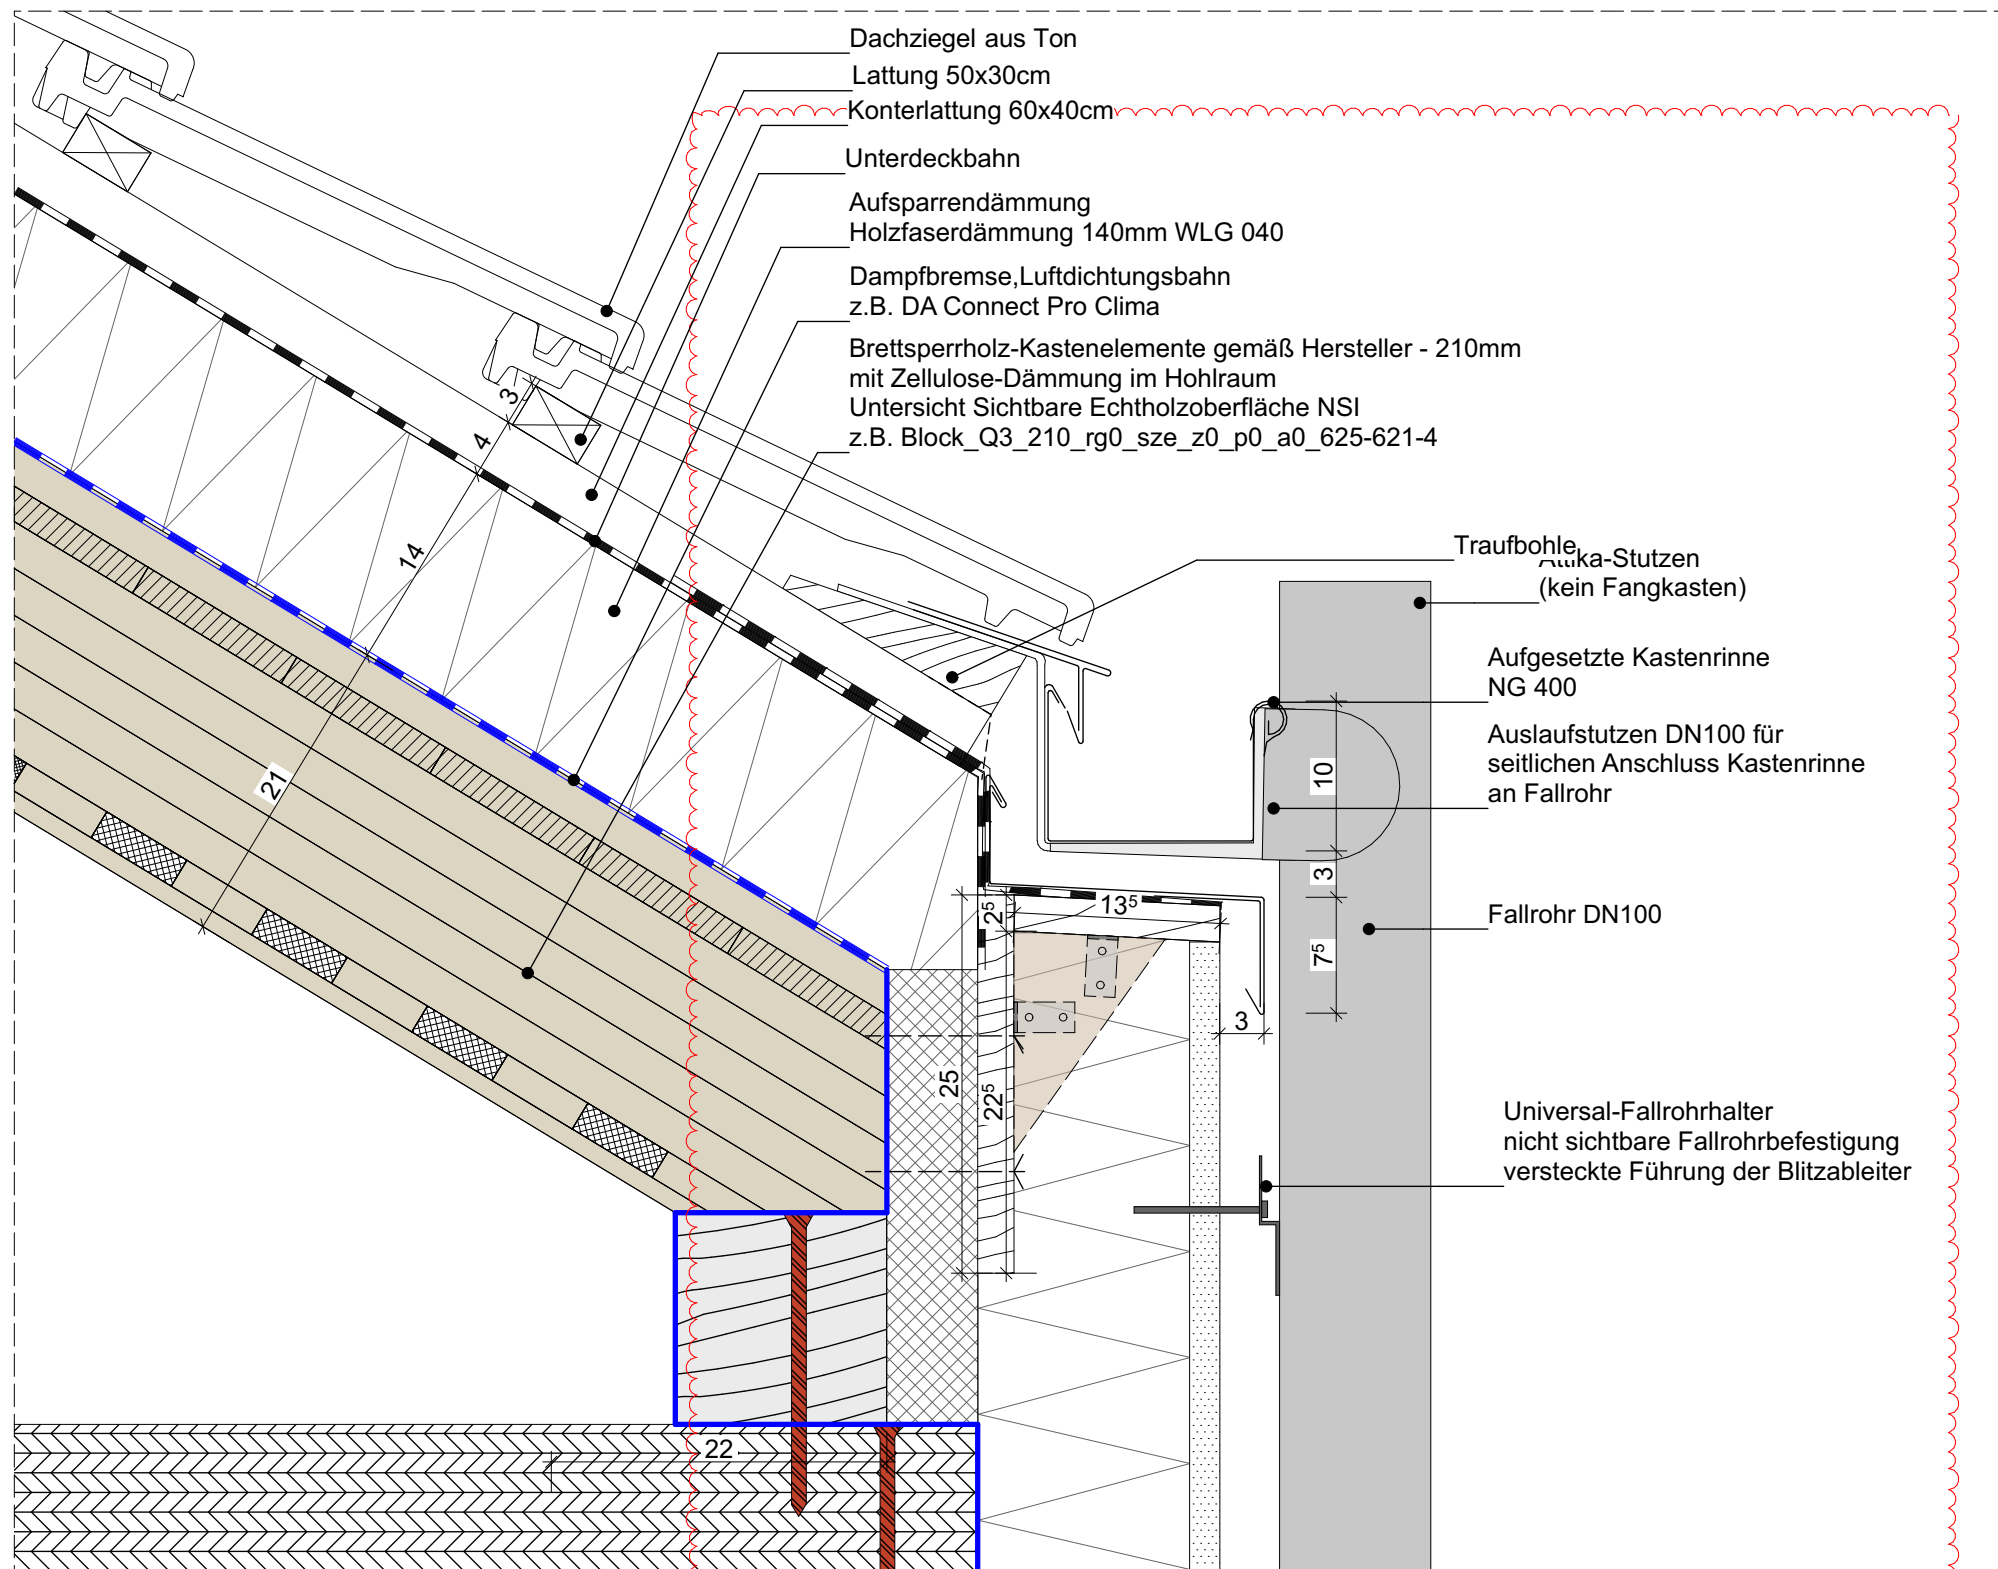 Dachziegel aus Ton
Lattung 50x30cm
Konterlattung 60x40cm
Unterdeckbahn
Aufsparrendämmung
Holzfaserdämmung 140mm WLG 040
Dampfbremse,Luftdichtungsbahn
z.B. DA Connect Pro Clima
Brettsperrholz-Kastenelemente gemäß Hersteller - 210mm
mit Zellulose-Dämmung im Hohlraum
Untersicht Sichtbare Echtholzoberfläche NSI
z.B. Block_Q3_210_rg0_sze_z0_p0_a0_625-621-4
3
4
14
21
Traufbohle
Attika-Stutzen
(kein Fangkasten)
Aufgesetzte Kastenrinne
NG 400
Auslaufstutzen DN100 für
seitlichen Anschluss Kastenrinne
an Fallrohr
10
3
7⁵
Fallrohr DN100
2⁵
13⁵
3
25
22⁵
Universal-Fallrohrhalter
nicht sichtbare Fallrohrbefestigung
versteckte Führung der Blitzableiter
22